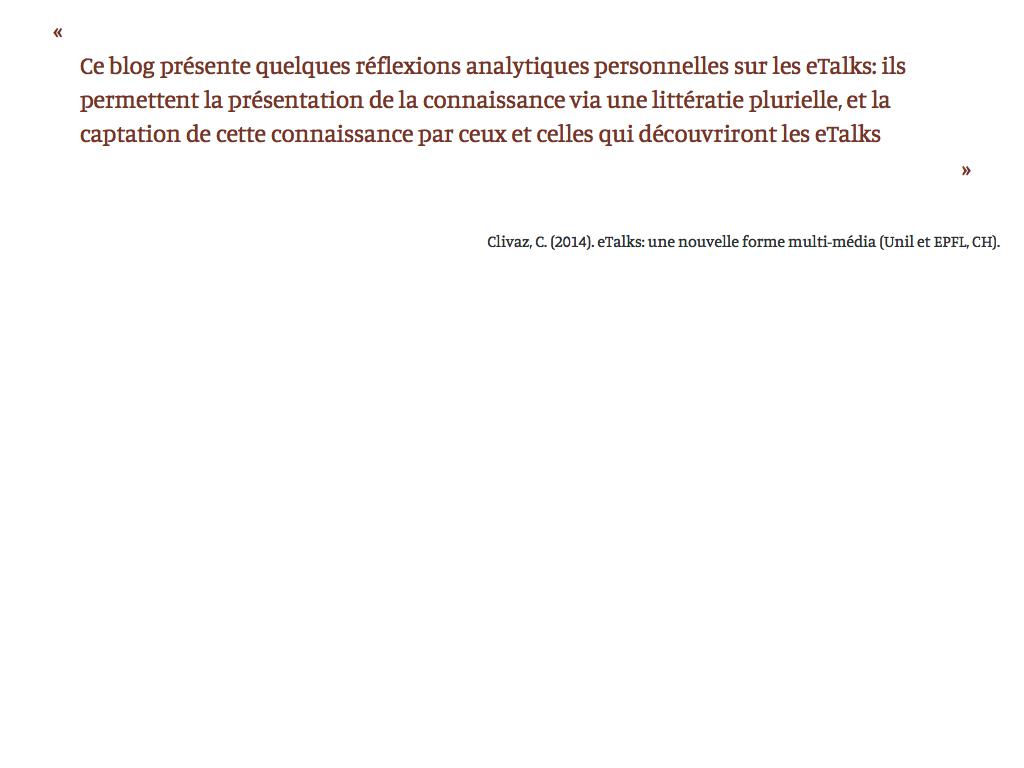 «
Ce blog présente quelques réflexions analytiques personnelles sur les eTalks: ils
permettent la présentation de la connaissance via une littératie plurielle, et la
captation de cette connaissance par ceux et celles qui découvriront les eTalks
»
Clivaz, C. (2014). eTalks: une nouvelle forme multi-média (Unil et EPFL, CH).